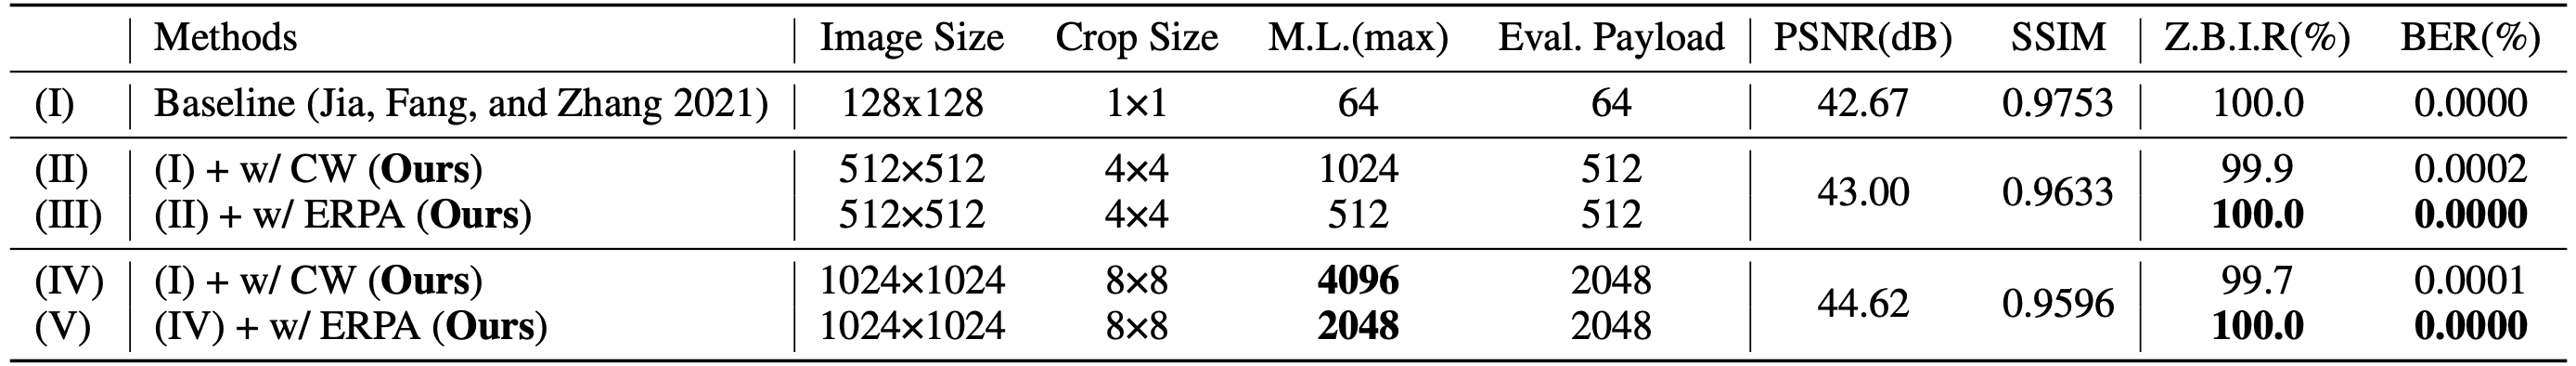 Methods Image Size Crop Size M.L.(max) Eval. Payload PSNR(dB) SSIM Z.B.I.R(%) BER(%)
(I) Baseline (Jia, Fang, and Zhang 2021) 128x128 1×1 64 64 42.67 0.9753 100.0 0.0000
(II) (I) + w/ CW (Ours) 512×512 4×4 1024 512 99.9 0.0002
43.00 0.9633
(III) (II) + w/ ERPA (Ours) 512×512 4×4 512 512 100.0 0.0000
(IV) (I) + w/ CW (Ours) 1024×1024 8×8 4096 2048 99.7 0.0001
44.62 0.9596
(V) (IV) + w/ ERPA (Ours) 1024×1024 8×8 2048 2048 100.0 0.0000